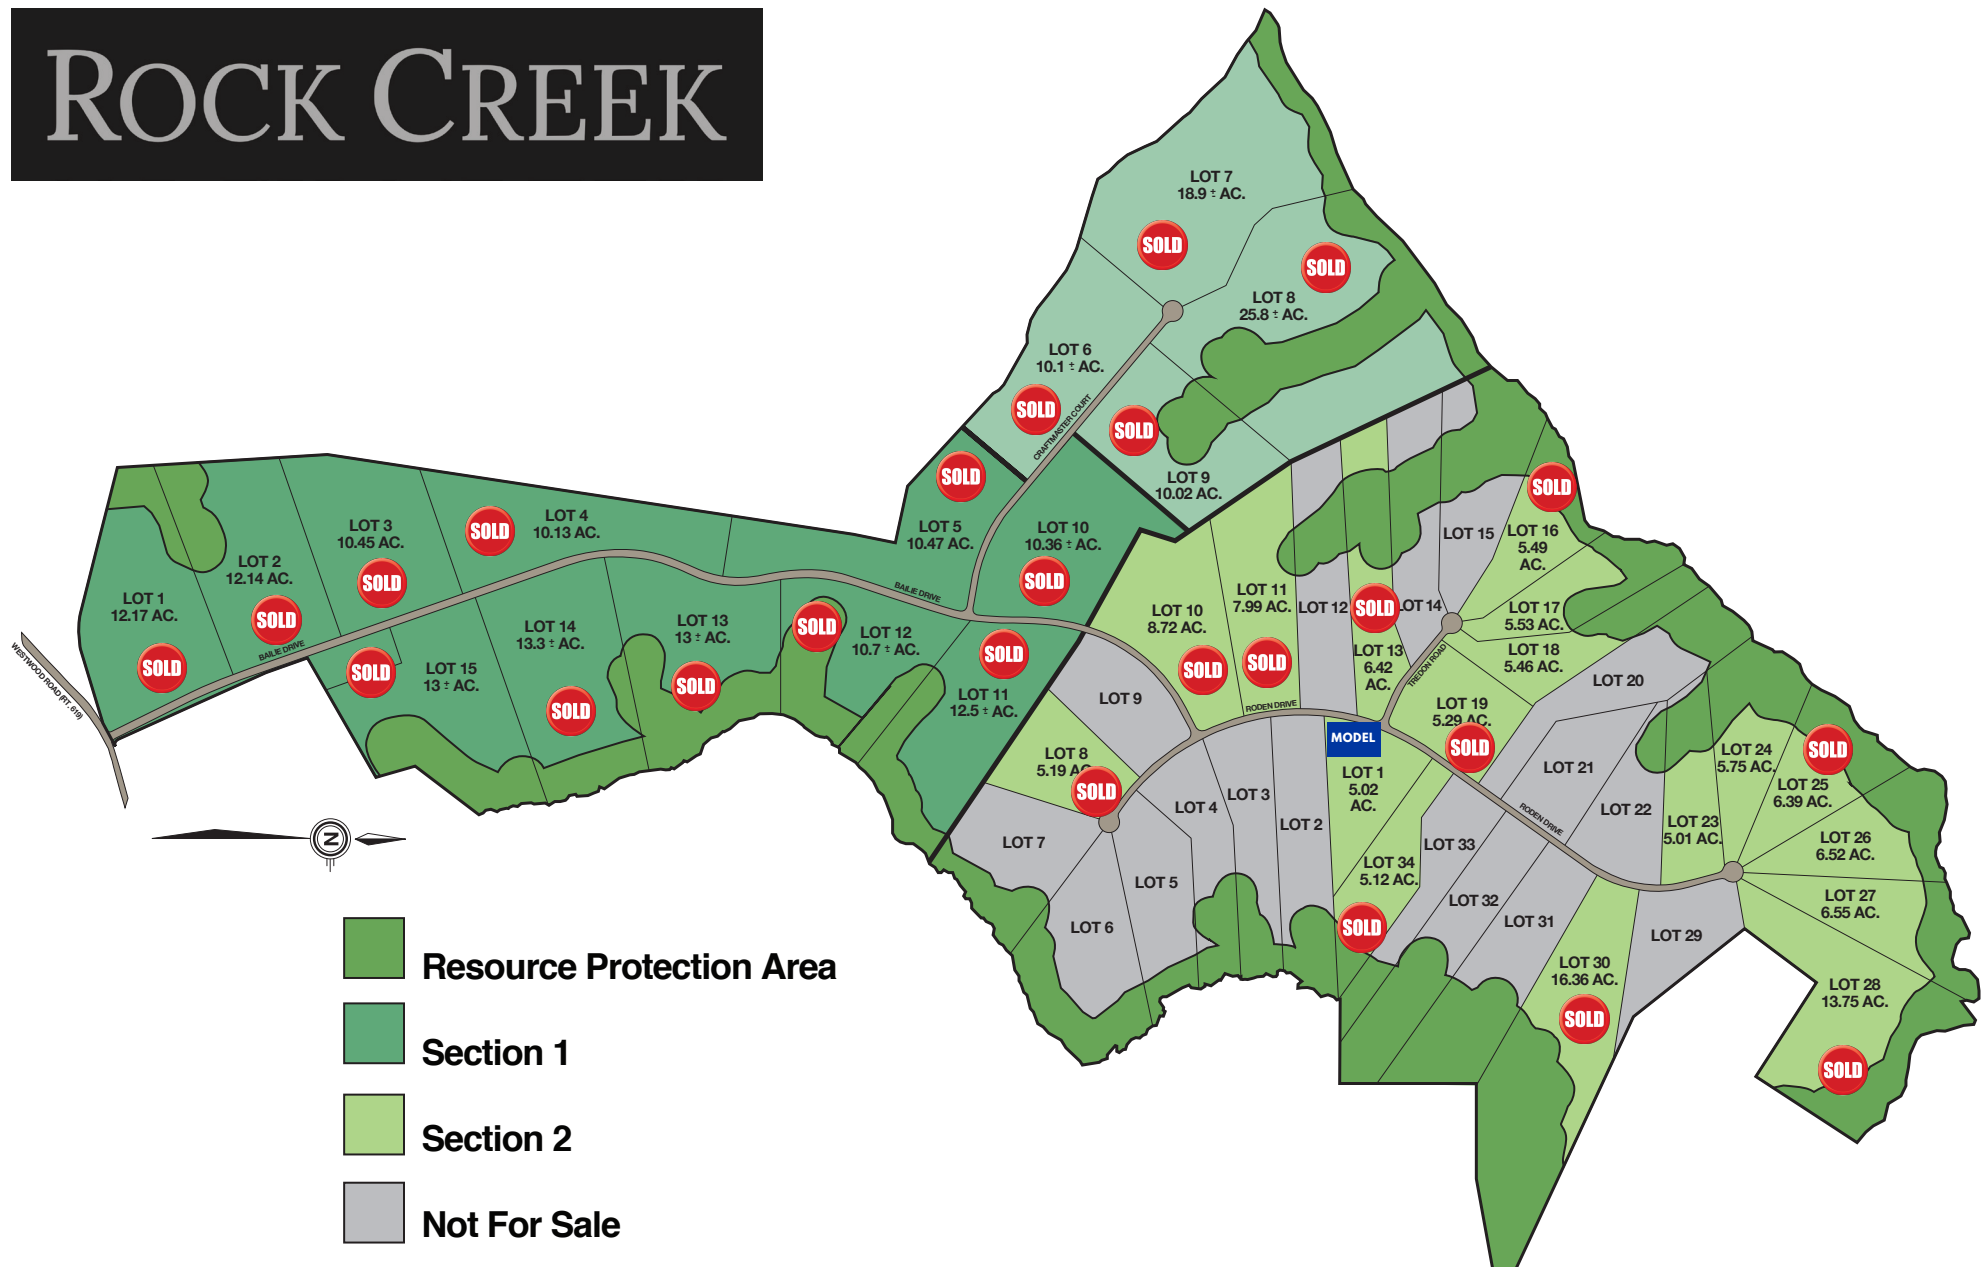 ROCK CREEK
LOT 7
18.9 ± AC.
SOLD
SOLD
LOT 8
25.8 ± AC.
LOT 6
10.1 ± AC.
SOLD
CRAFTMASTER COURT
SOLD
LOT 9
10.02 AC.
SOLD
LOT 5
10.47 AC.
LOT 10
10.36 ± AC.
SOLD
LOT 4
10.13 AC.
SOLD
LOT 3
10.45 AC.
SOLD
LOT 2
12.14 AC.
SOLD
LOT 1
12.17 AC.
SOLD
BAILIE DRIVE
WESTWOOD ROAD (RT. 619)
SOLD
LOT 15
13 ± AC.
LOT 14
13.3 ± AC.
SOLD
LOT 13
13 ± AC.
SOLD
SOLD
LOT 12
10.7 ± AC.
BAILIE DRIVE
SOLD
LOT 11
12.5 ± AC.
LOT 10
8.72 AC.
SOLD
LOT 11
7.99 AC.
SOLD
LOT 12
SOLD
LOT 13
6.42
AC.
LOT 14
LOT 15
SOLD
LOT 16
5.49
AC.
LOT 17
5.53 AC.
LOT 18
5.46 AC.
TREDON ROAD
LOT 19
5.29 AC.
SOLD
LOT 20
LOT 21
LOT 22
LOT 23
5.01 AC.
LOT 24
5.75 AC.
SOLD
LOT 25
6.39 AC.
LOT 26
6.52 AC.
LOT 27
6.55 AC.
LOT 28
13.75 AC.
SOLD
LOT 9
RODEN DRIVE
MODEL
LOT 8
5.19 AC.
SOLD
LOT 7
LOT 6
LOT 5
LOT 4
LOT 3
LOT 2
LOT 1
5.02
AC.
LOT 34
5.12 AC.
SOLD
LOT 33
LOT 32
LOT 31
RODEN DRIVE
LOT 30
16.36 AC.
SOLD
LOT 29
N
Resource Protection Area
Section 1
Section 2
Not For Sale